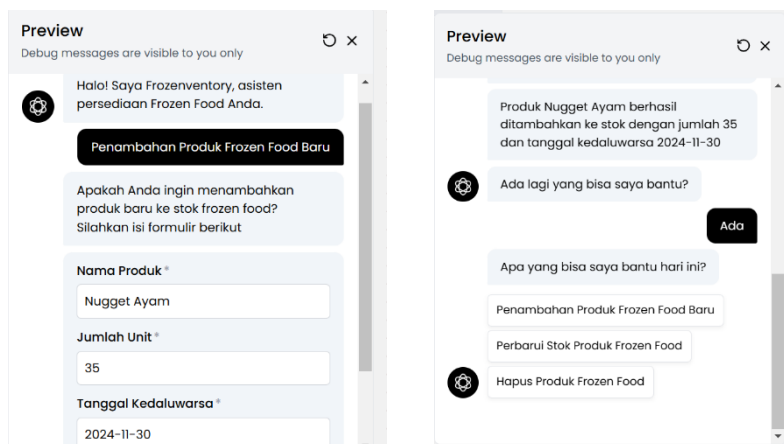 Preview
Debug messages are visible to you only
Halo! Saya Frozenventory, asisten
persediaan Frozen Food Anda.
Penambahan Produk Frozen Food Baru
Apakah Anda ingin menambahkan
produk baru ke stok frozen food?
Silahkan isi formulir berikut
Nama Produk *
Nugget Ayam
Jumlah Unit *
35
Tanggal Kedaluwarsa *
2024-11-30
Preview
Debug messages are visible to you only
Produk Nugget Ayam berhasil
ditambahkan ke stok dengan jumlah 35
dan tanggal kedaluwarsa 2024-11-30
Ada lagi yang bisa saya bantu?
Ada
Apa yang bisa saya bantu hari ini?
Penambahan Produk Frozen Food Baru
Perbarui Stok Produk Frozen Food
Hapus Produk Frozen Food